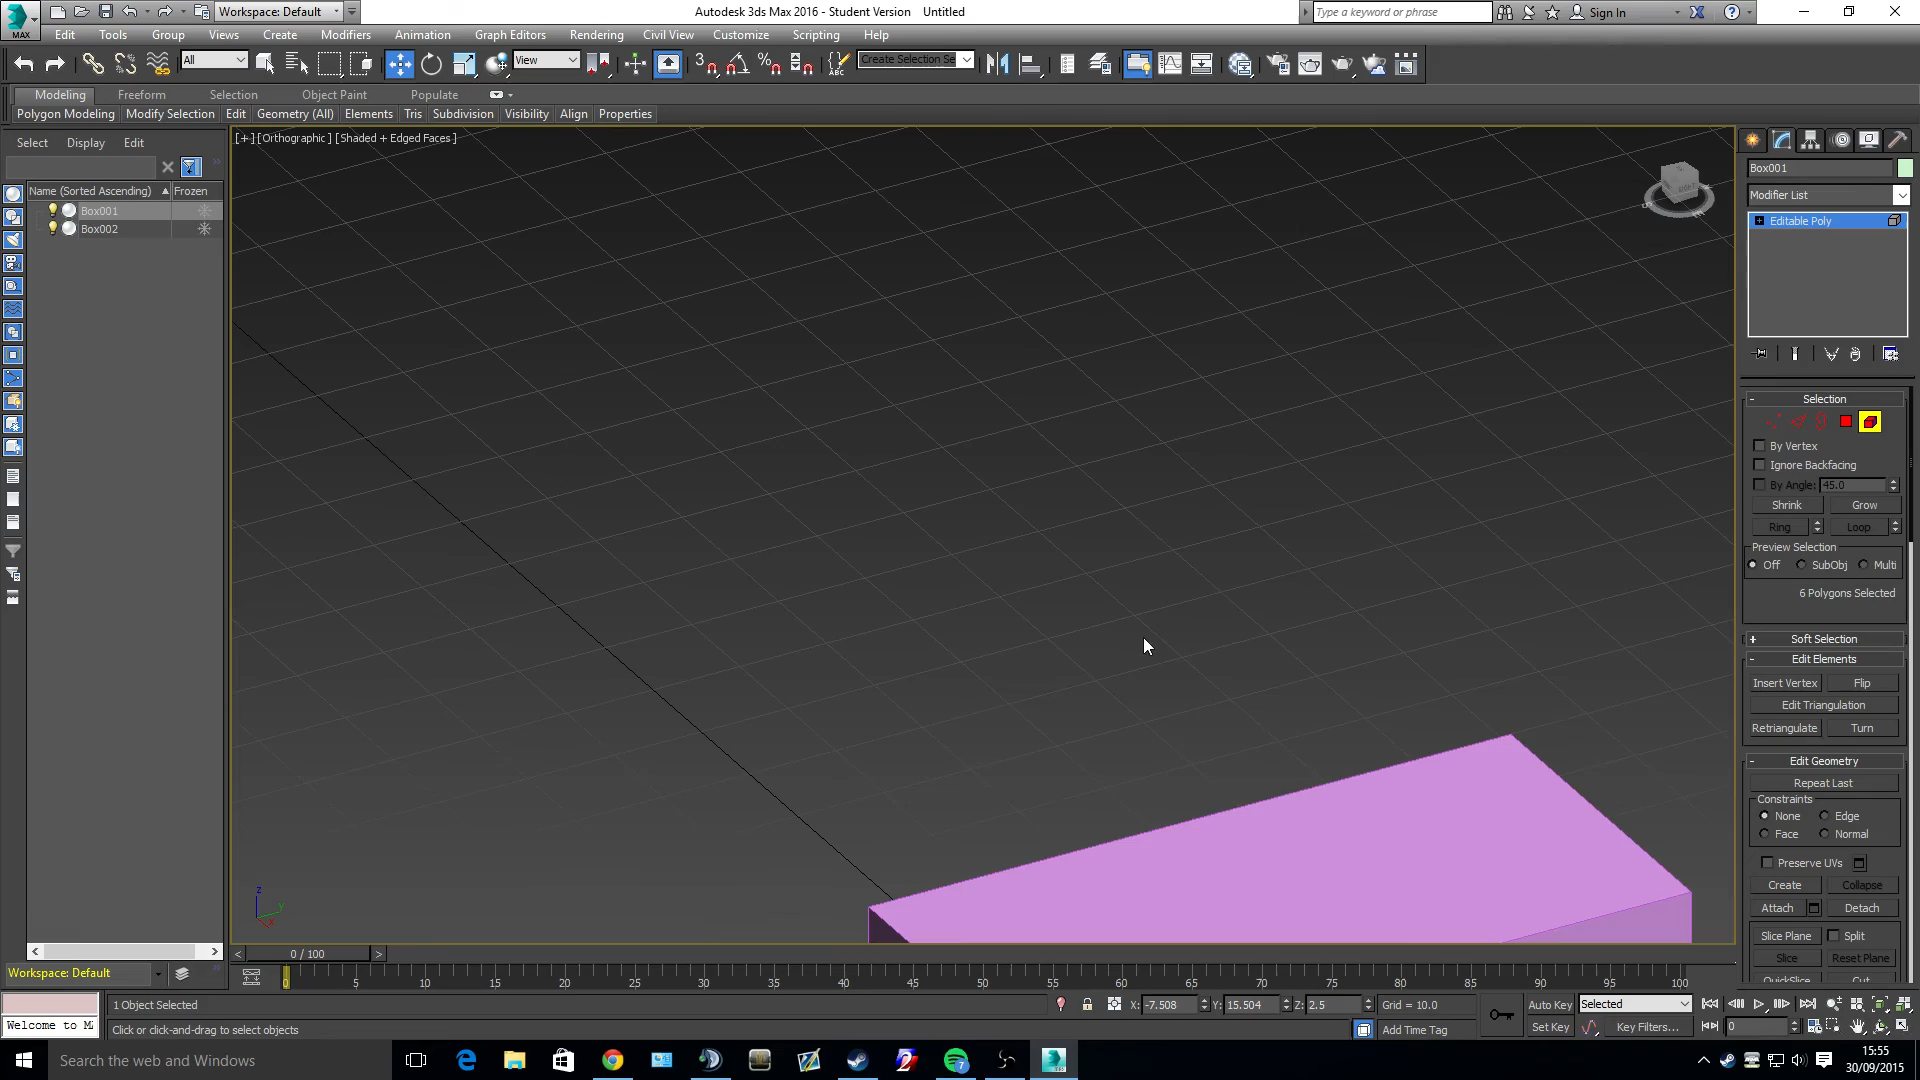 Workspace: Default
Autodesk 3ds Max 2016 - Student Version Untitled
Type a keyword or phrase
Sign In
MAX
Edit Tools Group Views Create Modifiers Animation Graph Editors Rendering Civil View Customize Scripting Help
All
View
3
ABC
Create Selection Se
Modeling Freeform Selection Object Paint Populate
Polygon Modeling Modify Selection Edit Geometry (All) Elements Tris Subdivision Visibility Align Properties
Select Display Edit
Name (Sorted Ascending) Frozen
Box001
Box002
[+] [Orthographic ] [Shaded + Edged Faces ]
Box001
Modifier List
Editable Poly
- Selection
By Vertex
Ignore Backfacing
By Angle: 45.0
Shrink Grow
Ring Loop
Preview Selection
Off SubObj Multi
6 Polygons Selected
+ Soft Selection
- Edit Elements
Insert Vertex Flip
Edit Triangulation
Retriangulate Turn
- Edit Geometry
Repeat Last
Constraints
None Edge
Face Normal
Preserve UVs
Create Collapse
Attach Detach
Slice Plane Split
Slice Reset Plane
QuickSlice Cut
z
y
x
< 0 / 100 >
Workspace: Default
0 5 10 15 20 25 30 35 40 45 50 55 60 65 70 75 80 85 90 95 100
1 Object Selected
X: -7.508 Y: 15.504 Z: 2.5 Grid = 10.0
Auto Key Selected
Welcome to M
Click or click-and-drag to select objects
Add Time Tag
Set Key Key Filters... 0
Search the web and Windows
7
15:55
30/09/2015